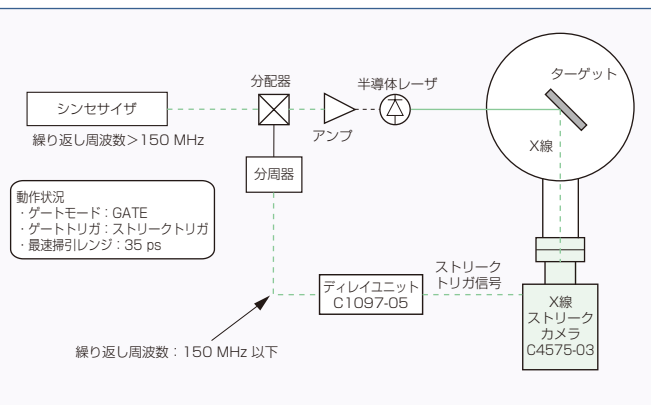 分配器
半導体レーザ
ターゲット
シンセサイザ
アンプ
X線
繰り返し周波数＞150 MHz
分周器
動作状況
・ゲートモード：GATE
・ゲートトリガ：ストリークトリガ
・最速掃引レンジ：35 ps
ストリーク
トリガ信号
ディレイユニット
C1097-05
X線
ストリーク
カメラ
C4575-03
繰り返し周波数：150 MHz 以下